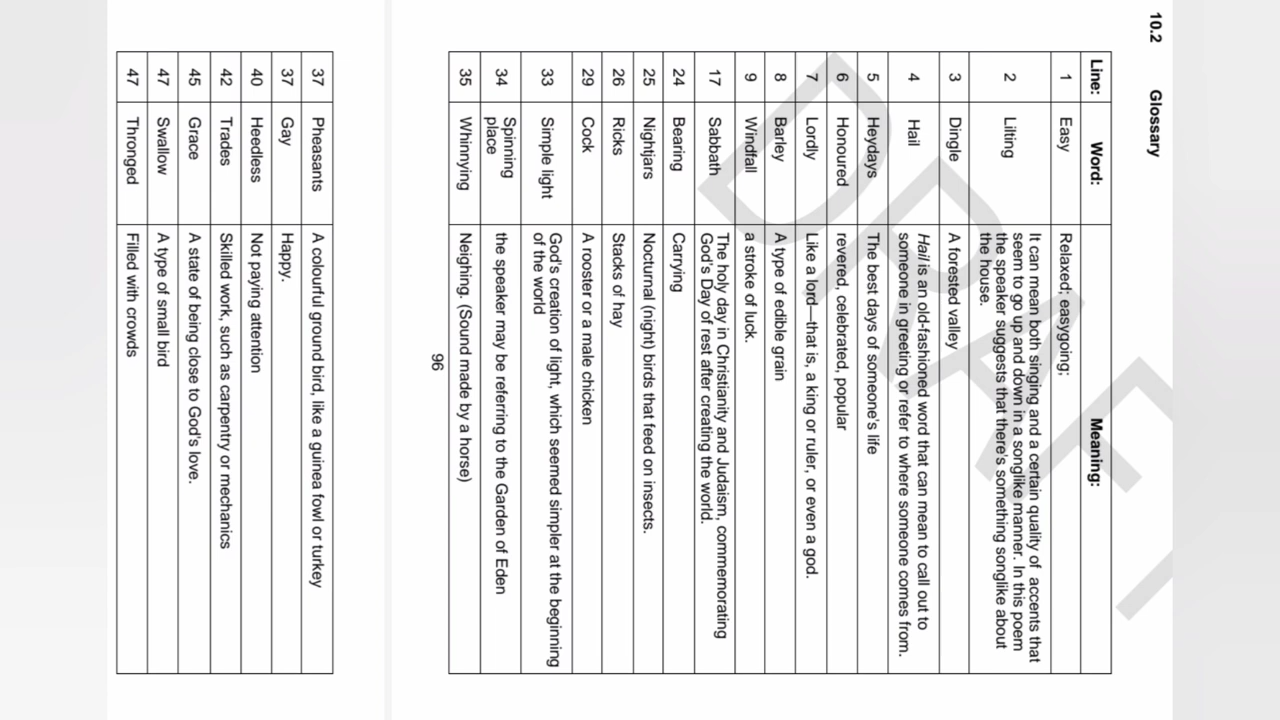 10.2 Glossary
Line: Word: Meaning:
1 Easy Relaxed; easygoing;
2 Lilting It can mean both singing and a certain quality of accents that
seem to go up and down in a songlike manner. In this poem
the speaker suggests that there's something songlike about
the house.
3 Dingle A forested valley
4 Hail Hail is an old-fashioned word that can mean to call out to
someone in greeting or refer to where someone comes from.
5 Heydays The best days of someone's life
6 Honoured revered, celebrated, popular
7 Lordly Like a lord—that is, a king or ruler, or even a god.
8 Barley A type of edible grain
9 Windfall a stroke of luck.
17 Sabbath The holy day in Christianity and Judaism, commemorating
God's Day of rest after creating the world.
24 Bearing Carrying
25 Nightjars Nocturnal (night) birds that feed on insects.
26 Ricks Stacks of hay
29 Cock A rooster or a male chicken
33 Simple light God's creation of light, which seemed simpler at the beginning
of the world
34 Spinning the speaker may be referring to the Garden of Eden
place
35 Whinnying Neighing. (Sound made by a horse)
96
37 Pheasants A colourful ground bird, like a guinea fowl or turkey
37 Gay Happy.
40 Heedless Not paying attention
42 Trades Skilled work, such as carpentry or mechanics
45 Grace A state of being close to God's love.
47 Swallow A type of small bird
47 Thronged Filled with crowds
DRAFT